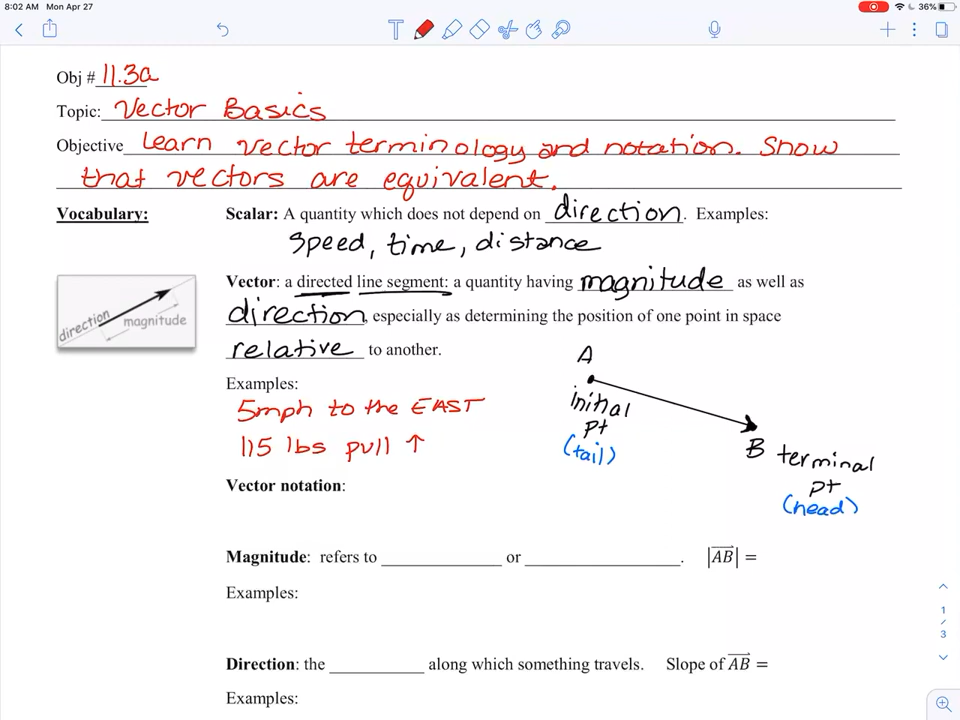 8:02 AM Mon Apr 27
36%
Obj # 11.3a
Topic: Vector Basics
Objective Learn vector terminology and notation. Show
that vectors are equivalent.
Vocabulary: Scalar: A quantity which does not depend on direction. Examples:
speed, time, distance
Vector: a directed line segment: a quantity having magnitude as well as
direction, especially as determining the position of one point in space
relative to another.
direction
magnitude
Examples:
5mph to the EAST
115 lbs pull ↑
A
initial
pt
(tail)
B terminal
pt
(head)
Vector notation:
Magnitude: refers to ____________ or ________________. |AB| =
Examples:
Direction: the __________ along which something travels. Slope of AB =
Examples:
1
/
3